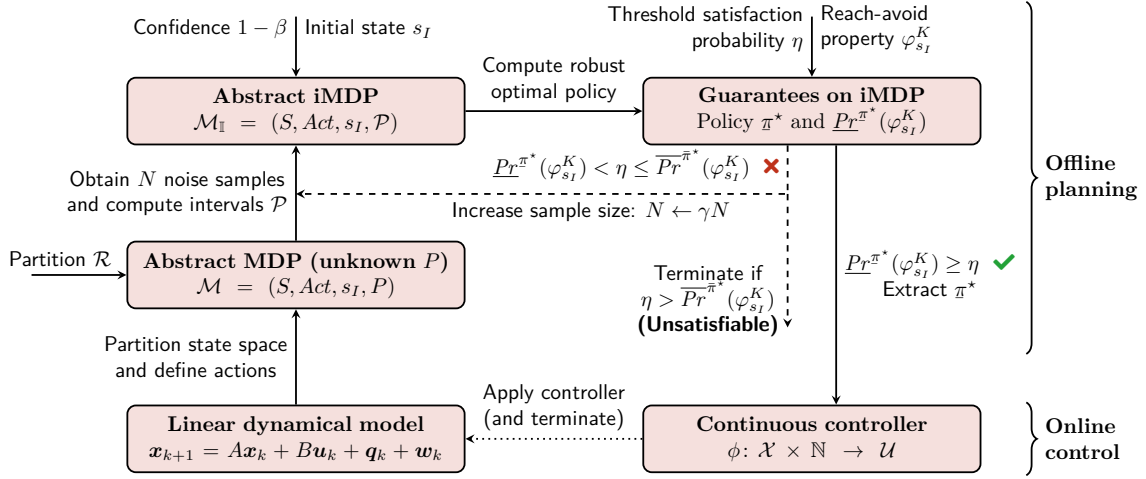 Confidence 1 − β
Initial state s_I
Threshold satisfaction
probability η
Reach-avoid
property φ^K_{s_I}
Abstract iMDP
M_𝕀 = (S, Act, s_I, P)
Compute robust
optimal policy
Guarantees on iMDP
Policy π̲⋆ and P̲r̲^{π̲⋆}(φ^K_{s_I})
Obtain N noise samples
and compute intervals P
P̲r̲^{π̲⋆}(φ^K_{s_I}) < η ≤ P̅r̅^{π̅⋆}(φ^K_{s_I}) ✖
Increase sample size: N ← γN
Offline
planning
Partition R
Abstract MDP (unknown P)
M = (S, Act, s_I, P)
Terminate if
η > P̅r̅^{π̅⋆}(φ^K_{s_I})
(Unsatisfiable)
P̲r̲^{π̲⋆}(φ^K_{s_I}) ≥ η ✔
Extract π̲⋆
Partition state space
and define actions
Apply controller
(and terminate)
Linear dynamical model
x_{k+1} = Ax_k + Bu_k + q_k + w_k
Continuous controller
ϕ: X × ℕ → U
Online
control